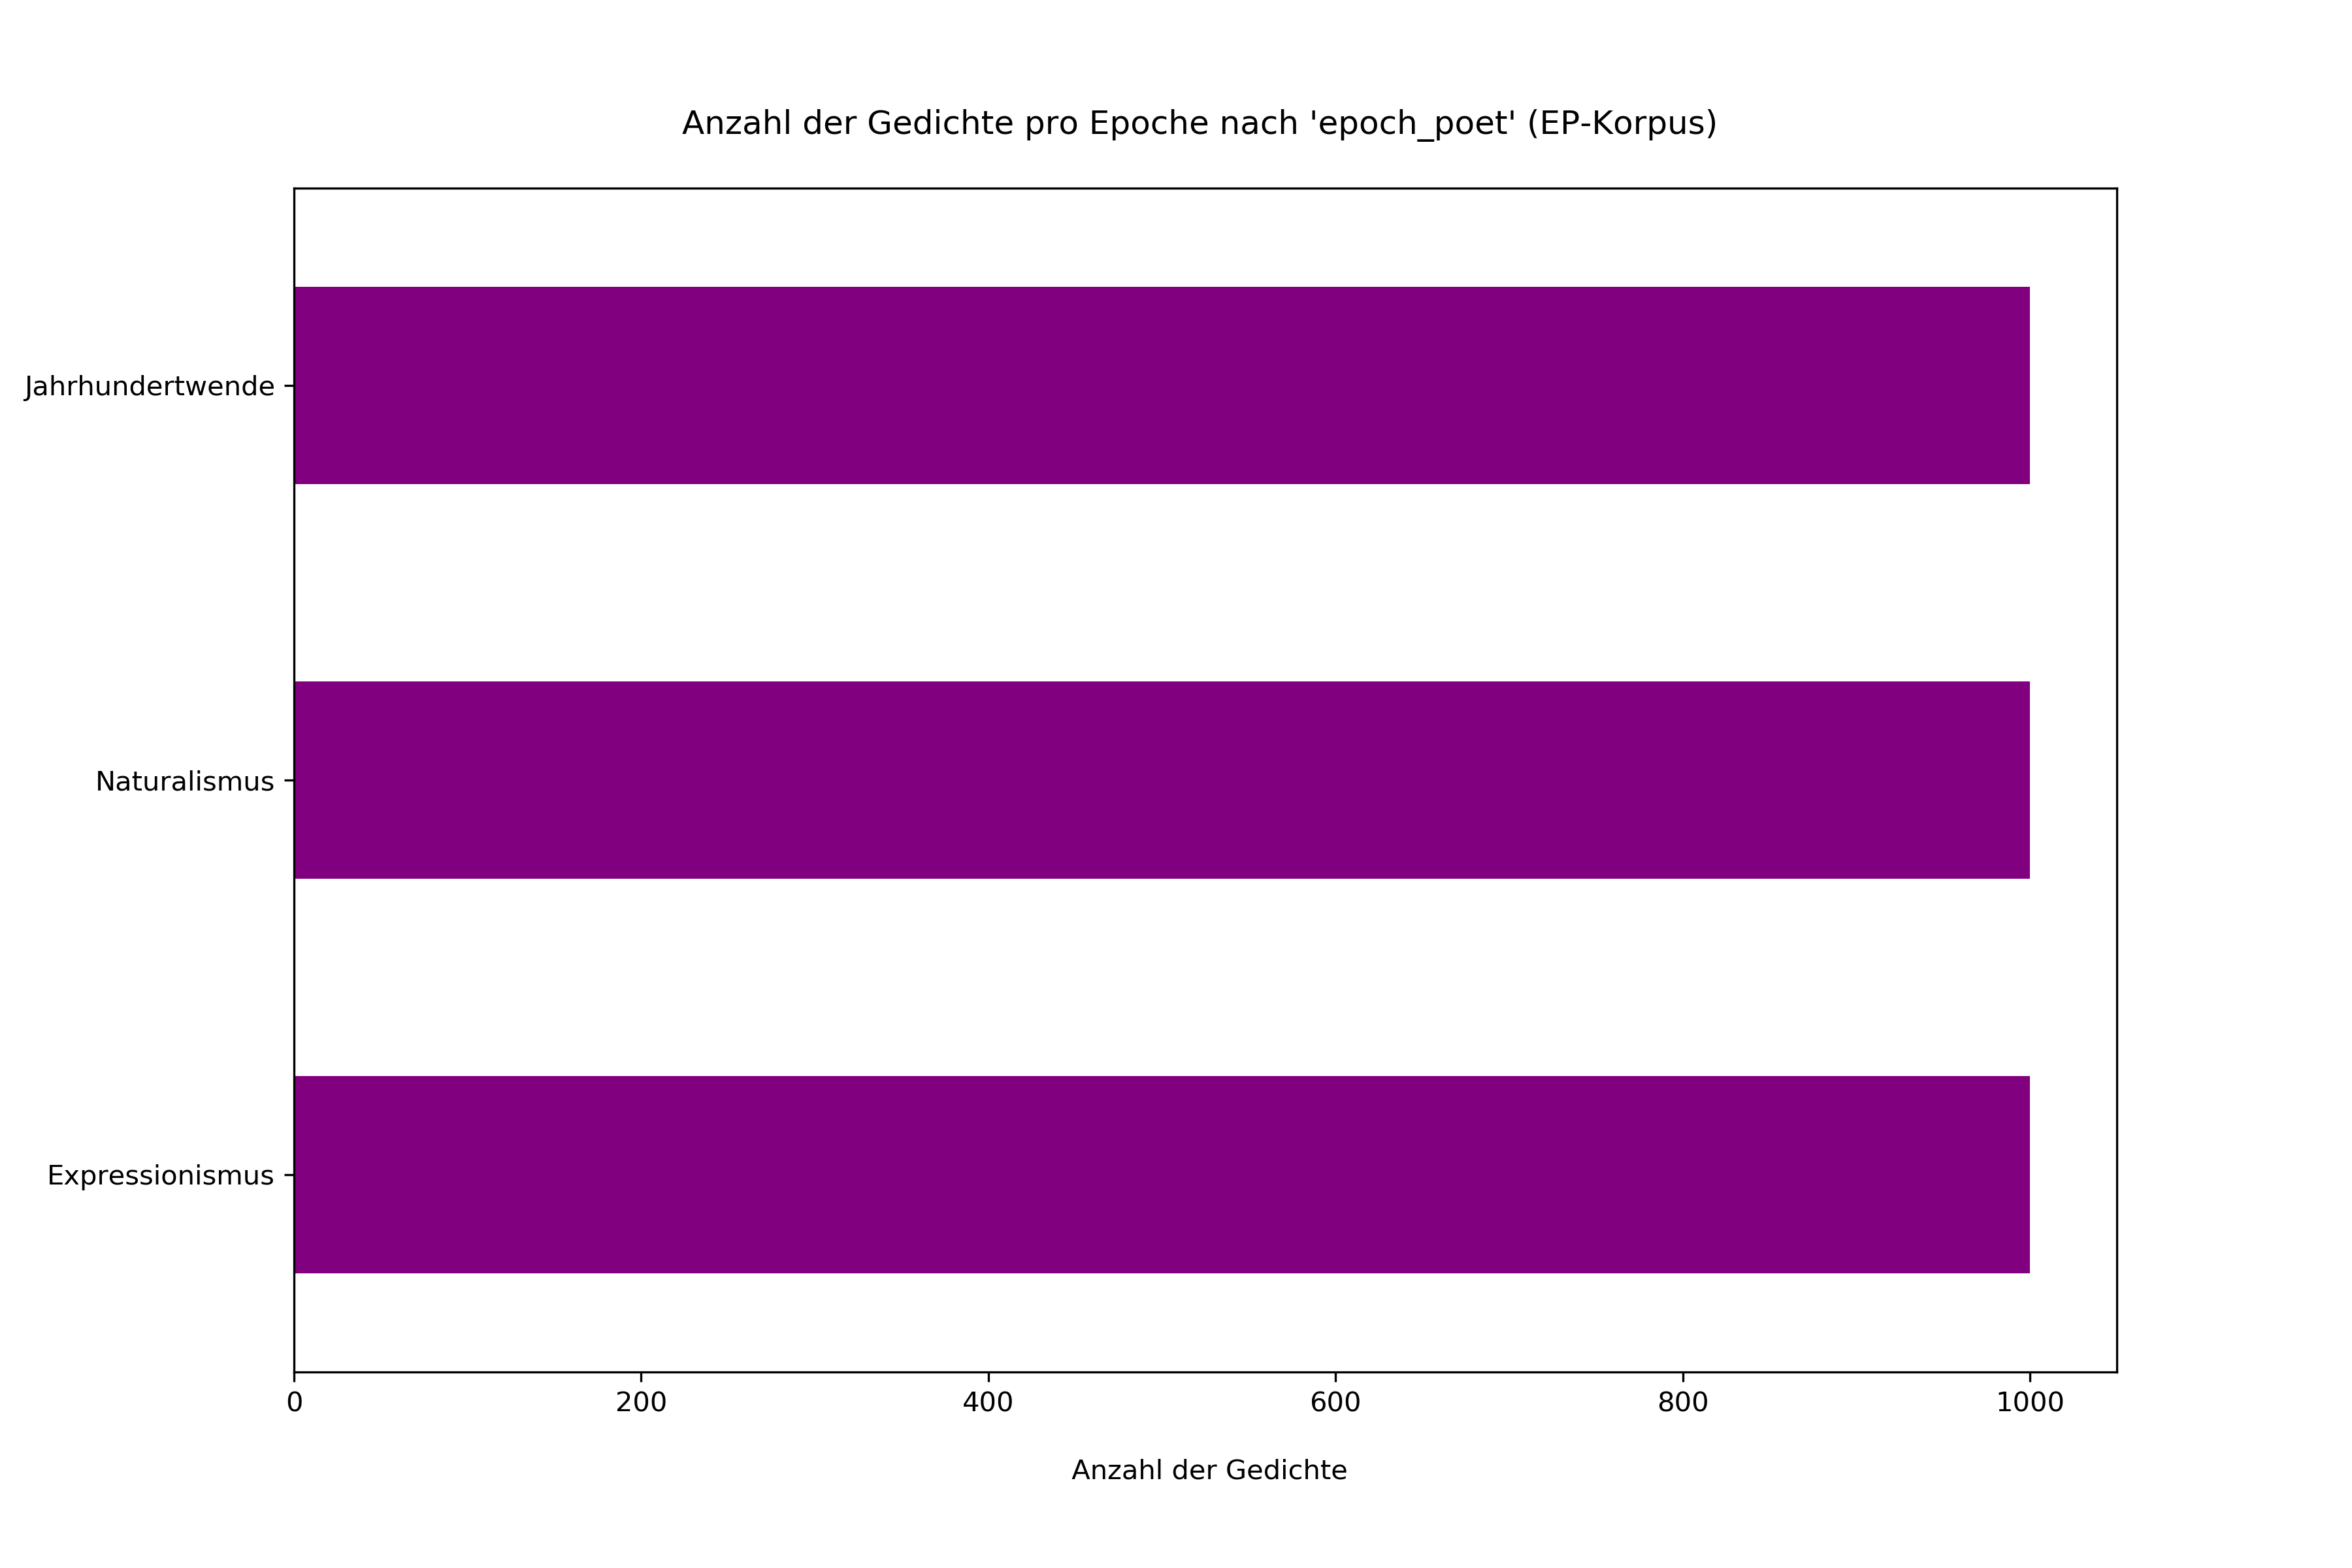 Anzahl der Gedichte pro Epoche nach 'epoch_poet' (EP-Korpus)
Jahrhundertwende
Naturalismus
Expressionismus
0 200 400 600 800 1000
Anzahl der Gedichte